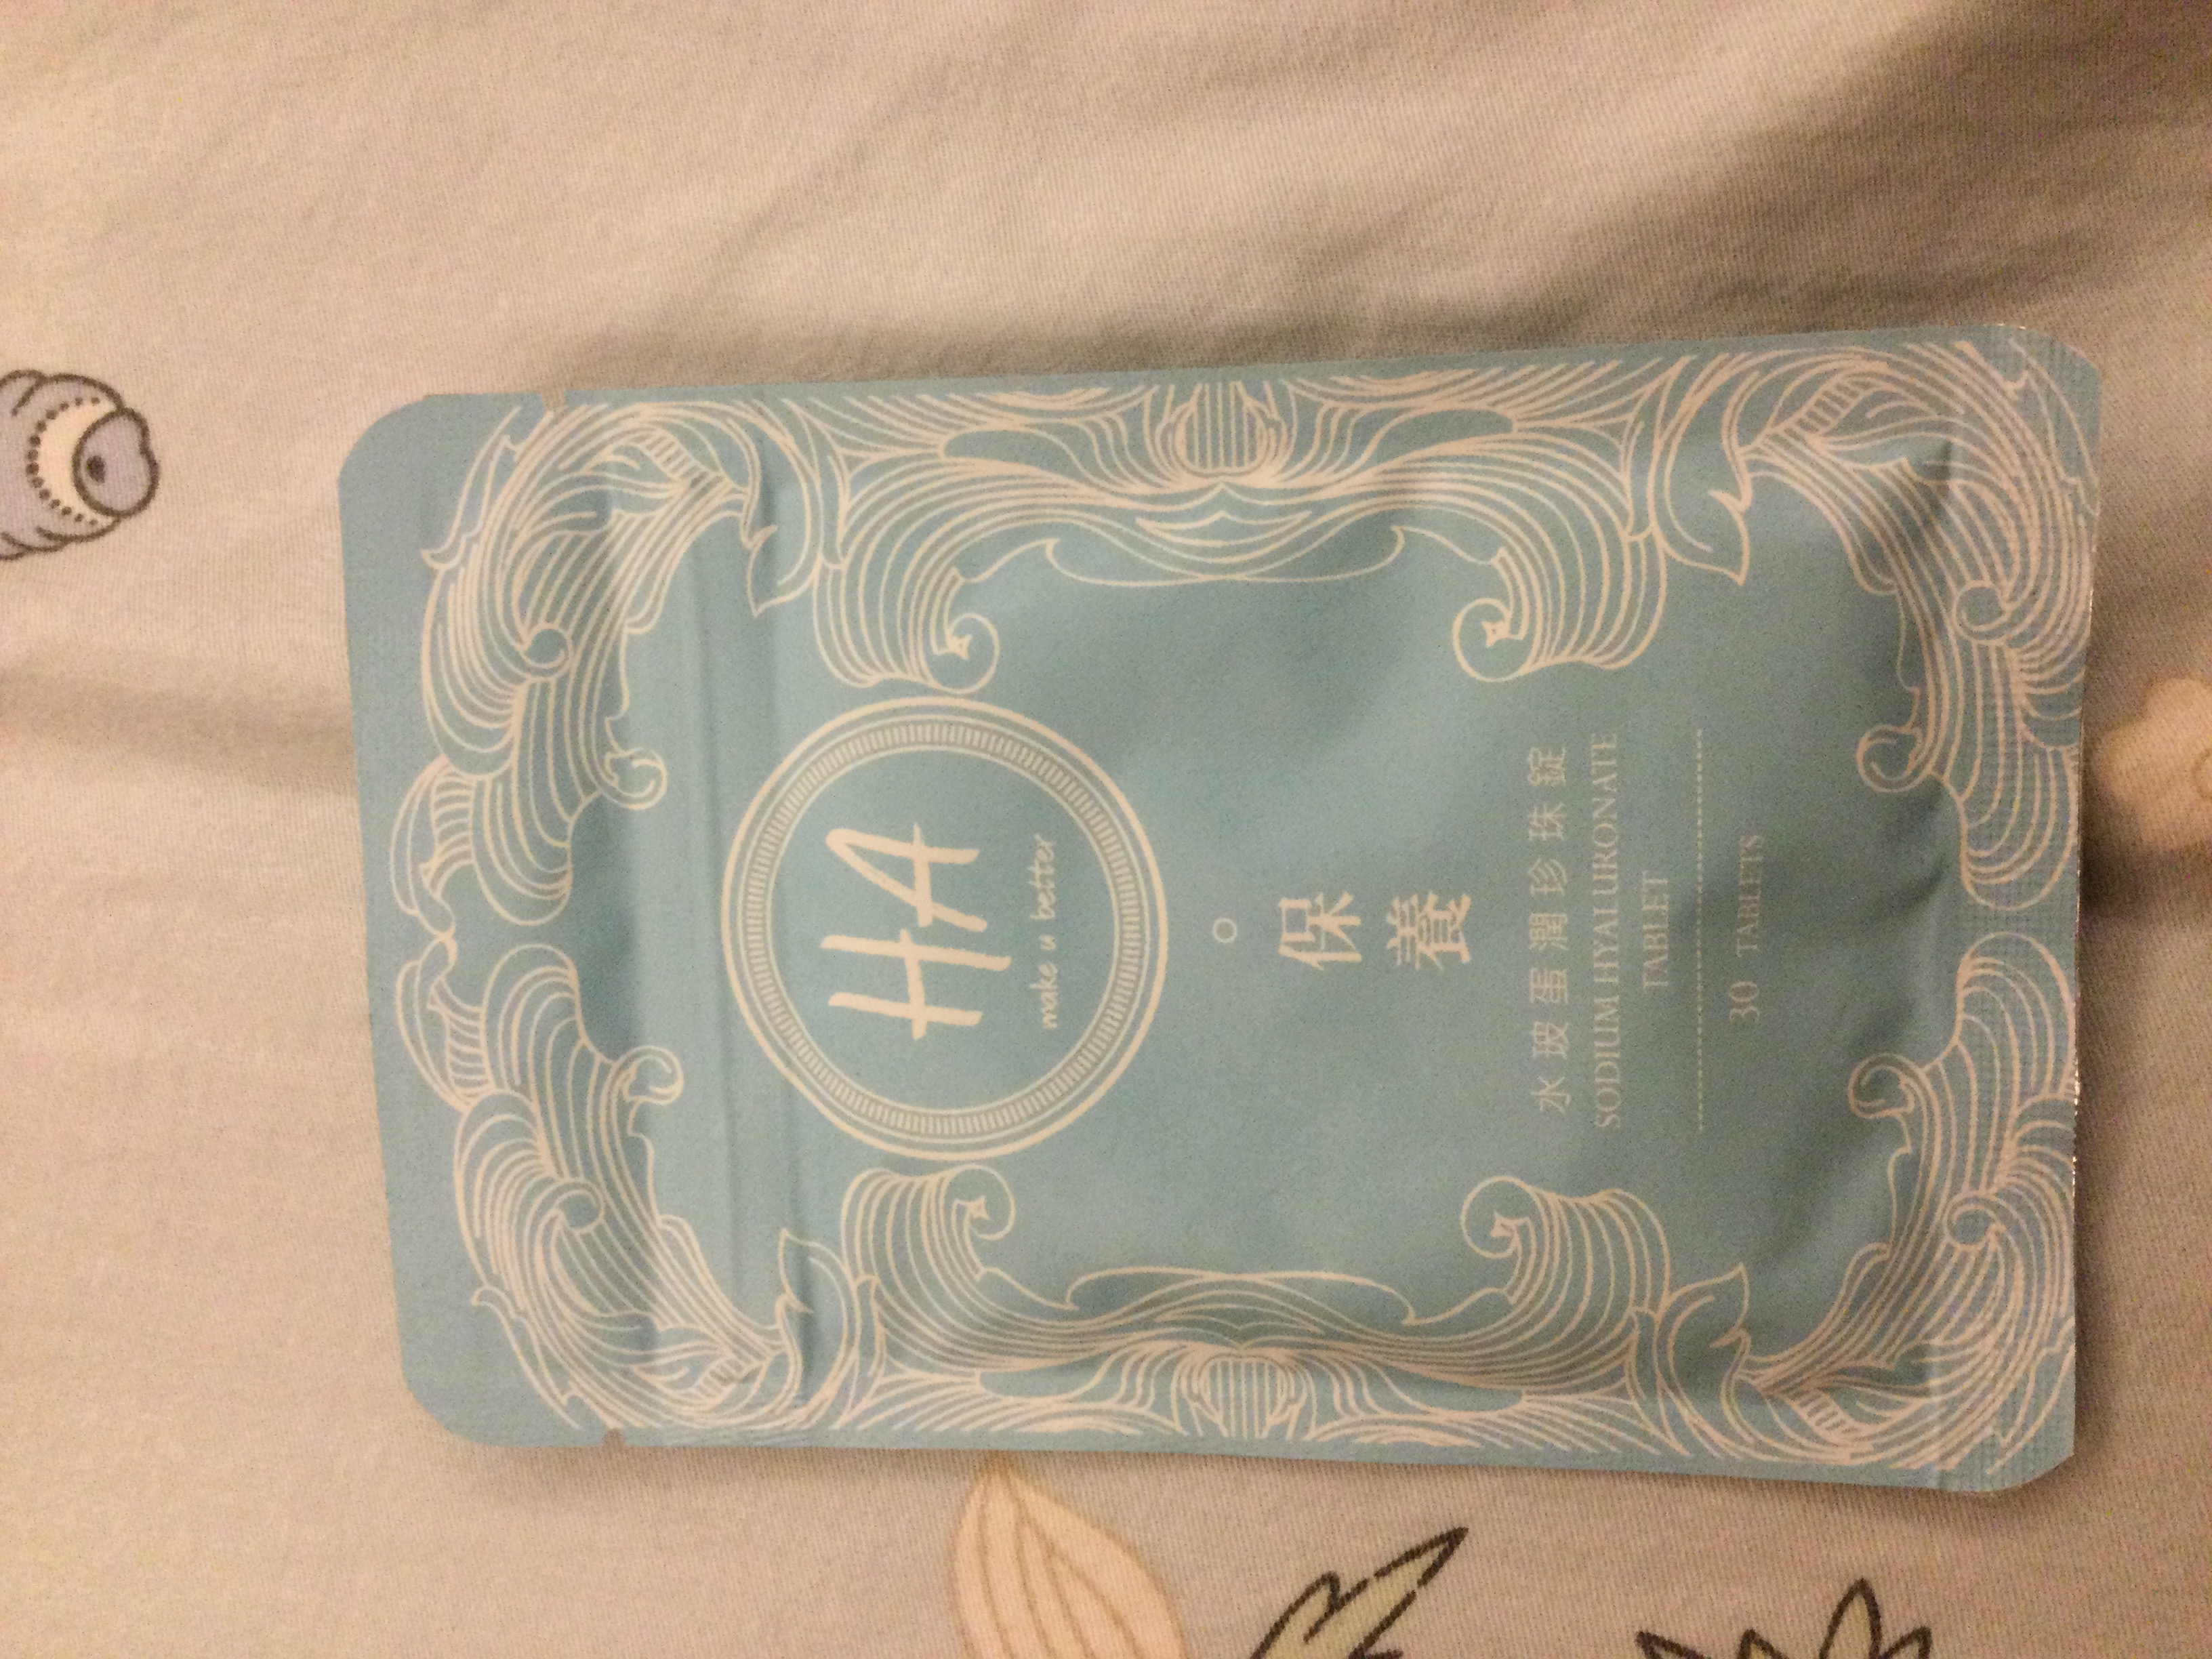 HA
make u better
保
養
水玻蛋潤珍珠錠
SODIUM HYALURONATE
TABLET
30 TABLETS